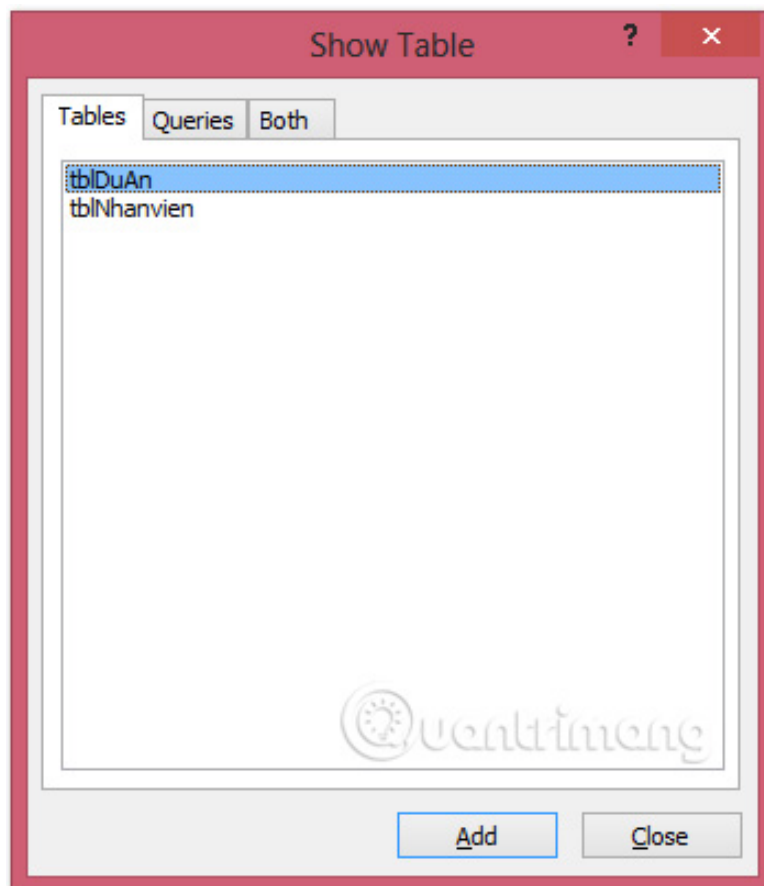 Show Table
?
Tables Queries Both
tblDuAn
tblNhanvien
Quantrimang
Add Close